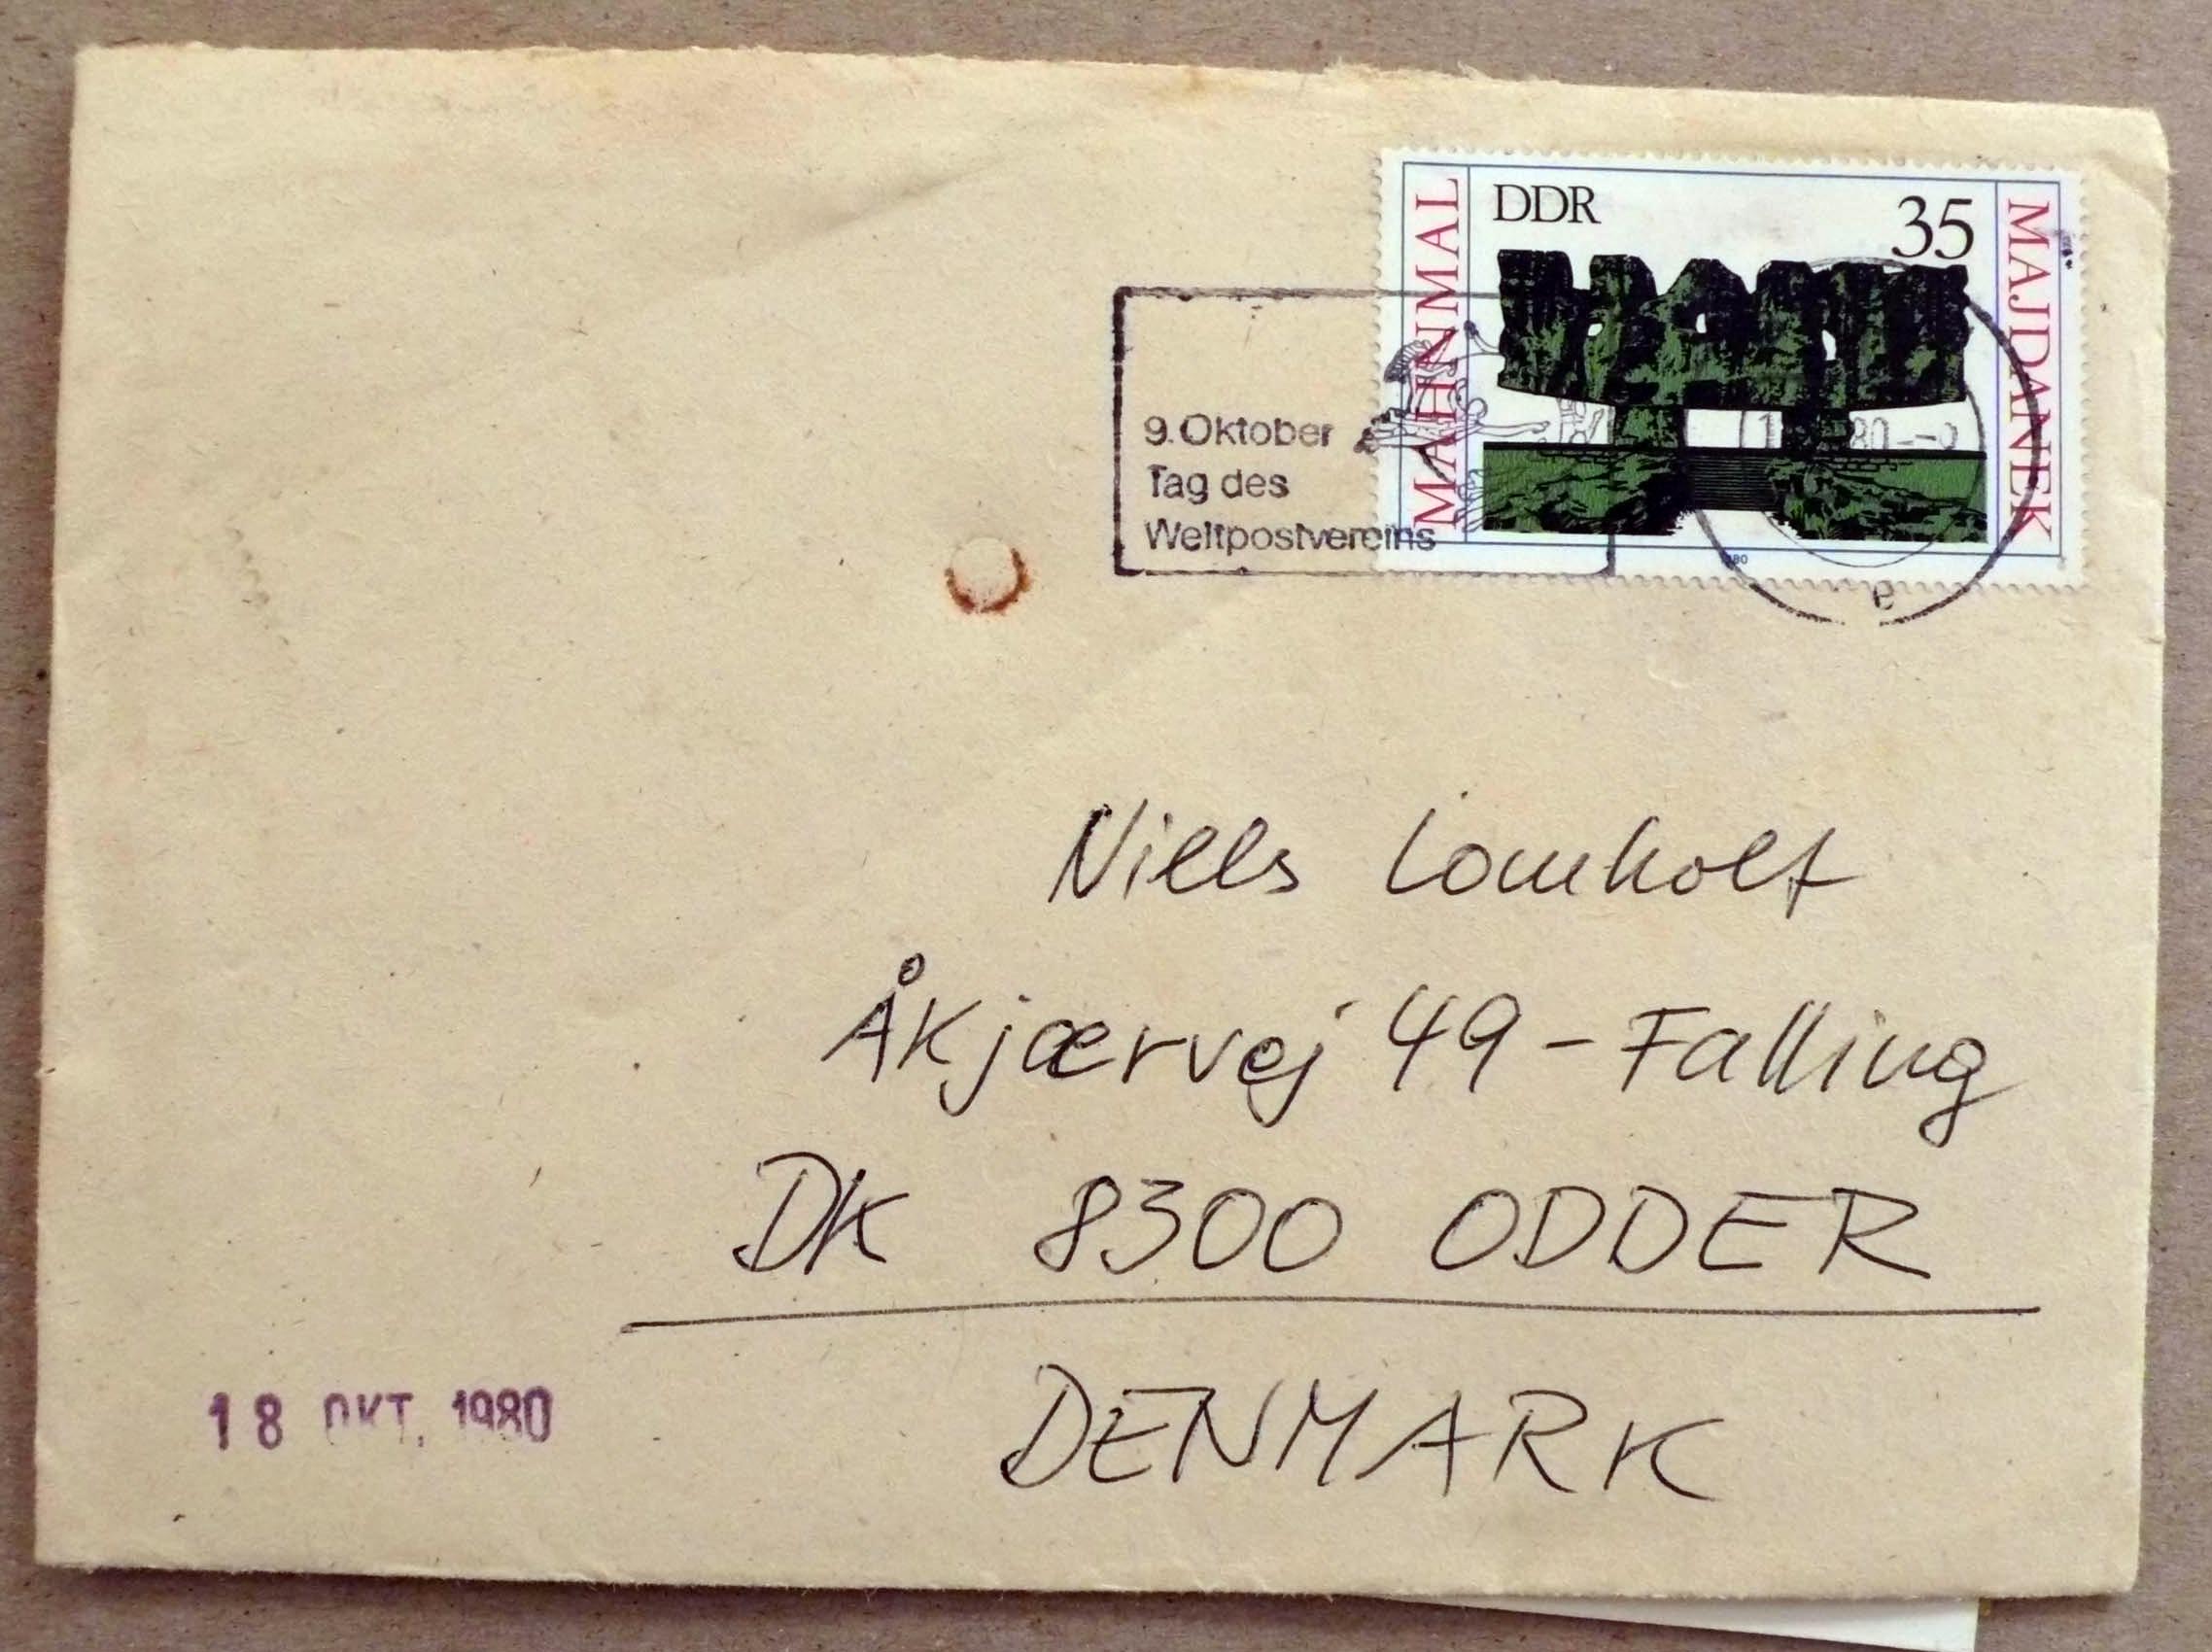 DDR 35
MAHNMAL
MAJDANEK
9. Oktober
Tag des
Weltpostvereins
e
Niels Lomholt
Åkjærvej 49 - Falling
DK 8300 ODDER
DENMARK
18 OKT. 1980